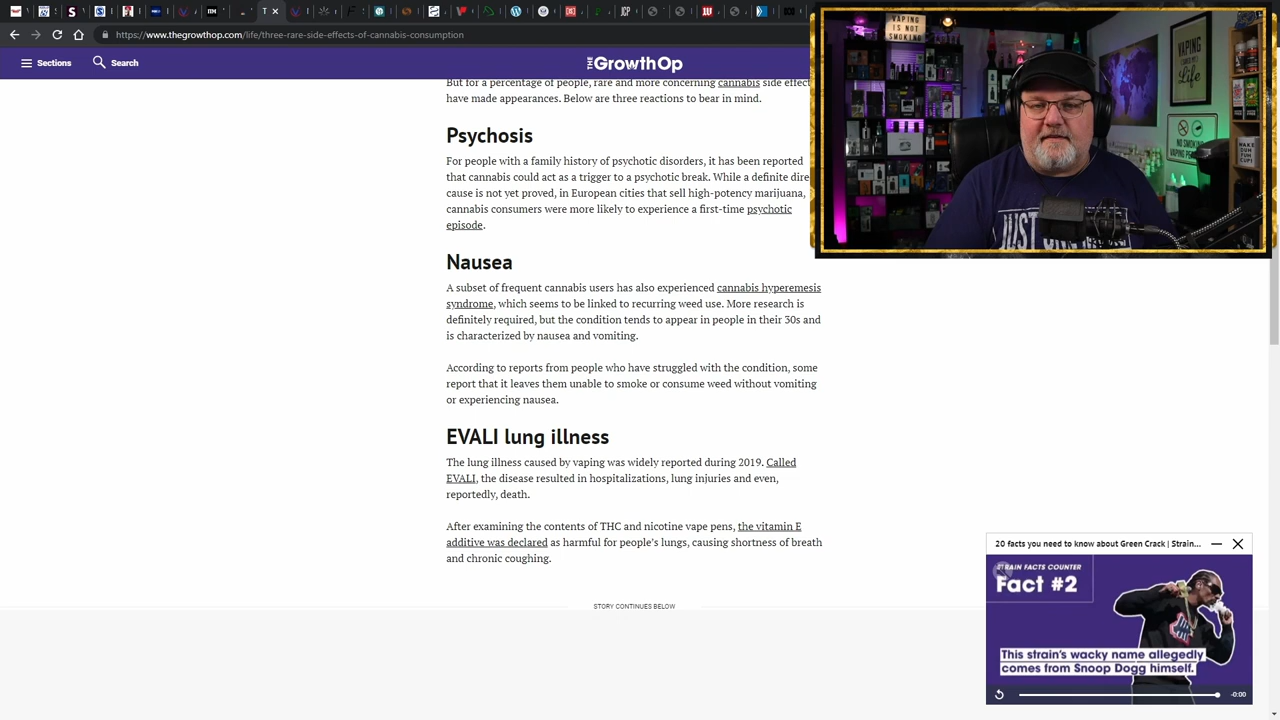 Sections
Search
THE GrowthOp
But for a percentage of people, rare and more concerning cannabis side effect
have made appearances. Below are three reactions to bear in mind.
Psychosis
For people with a family history of psychotic disorders, it has been reported
that cannabis could act as a trigger to a psychotic break. While a definite dire
cause is not yet proved, in European cities that sell high-potency marijuana,
cannabis consumers were more likely to experience a first-time psychotic
episode.
Nausea
A subset of frequent cannabis users has also experienced cannabis hyperemesis
syndrome, which seems to be linked to recurring weed use. More research is
definitely required, but the condition tends to appear in people in their 30s and
is characterized by nausea and vomiting.
According to reports from people who have struggled with the condition, some
report that it leaves them unable to smoke or consume weed without vomiting
or experiencing nausea.
EVALI lung illness
The lung illness caused by vaping was widely reported during 2019. Called
EVALI, the disease resulted in hospitalizations, lung injuries and even,
reportedly, death.
After examining the contents of THC and nicotine vape pens, the vitamin E
additive was declared as harmful for people's lungs, causing shortness of breath
and chronic coughing.
STORY CONTINUES BELOW
VAPING
IS NOT
SMOKING
VAPING
Life
NO SMOKING
JUST
20 facts you need to know about Green Crack | Strain...
STRAIN FACTS COUNTER
Fact #2
This strain's wacky name allegedly
comes from Snoop Dogg himself.
-0:00